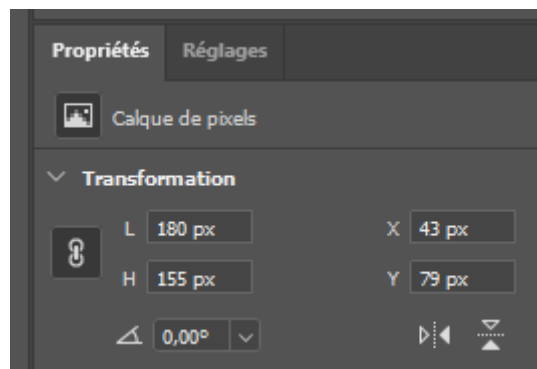 Propriétés Réglages
Calque de pixels
Transformation
L 180 px X 43 px
H 155 px Y 79 px
0,00°